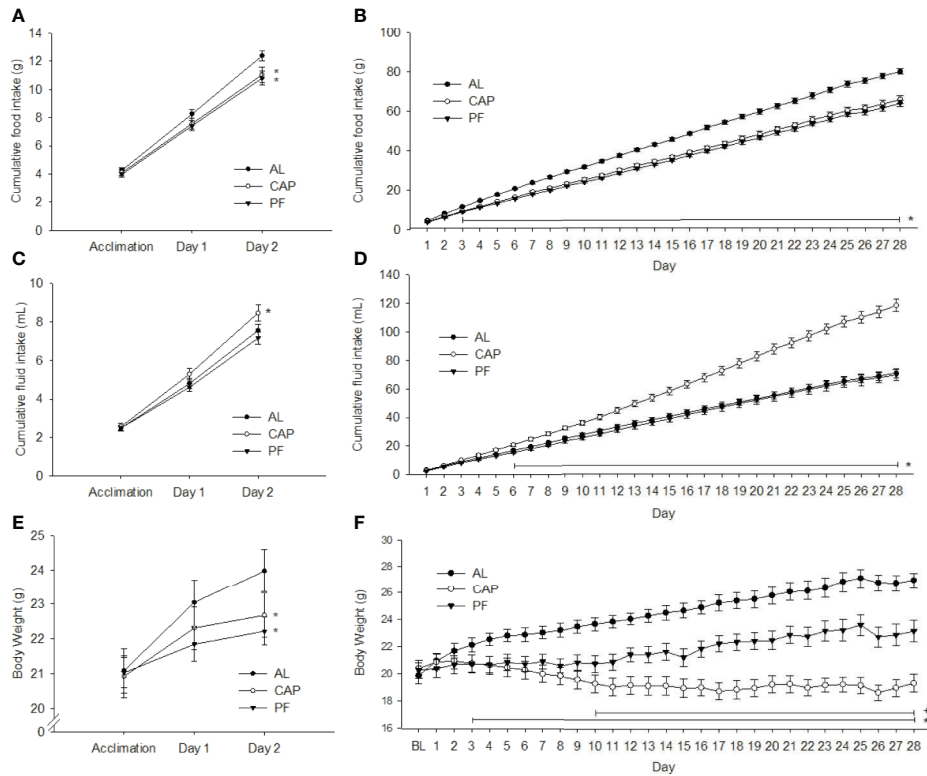 A
Cumulative food intake (g)
14
12
10
8
6
4
2
0
*
*
AL
CAP
PF
Acclimation Day 1 Day 2
B
Cumulative food intake (g)
100
80
60
40
20
0
AL
CAP
PF
*
1 2 3 4 5 6 7 8 9 10 11 12 13 14 15 16 17 18 19 20 21 22 23 24 25 26 27 28
Day
C
Cumulative fluid intake (mL)
10
8
6
4
2
0
*
AL
CAP
PF
Acclimation Day 1 Day 2
D
Cumulative fluid intake (mL)
140
120
100
80
60
40
20
0
AL
CAP
PF
*
1 2 3 4 5 6 7 8 9 10 11 12 13 14 15 16 17 18 19 20 21 22 23 24 25 26 27 28
Day
E
Body Weight (g)
25
24
23
22
21
20
0
*
*
AL
CAP
PF
Acclimation Day 1 Day 2
F
Body Weight (g)
30
28
26
24
22
20
18
16
AL
CAP
PF
+
*
BL 1 2 3 4 5 6 7 8 9 10 11 12 13 14 15 16 17 18 19 20 21 22 23 24 25 26 27 28
Day